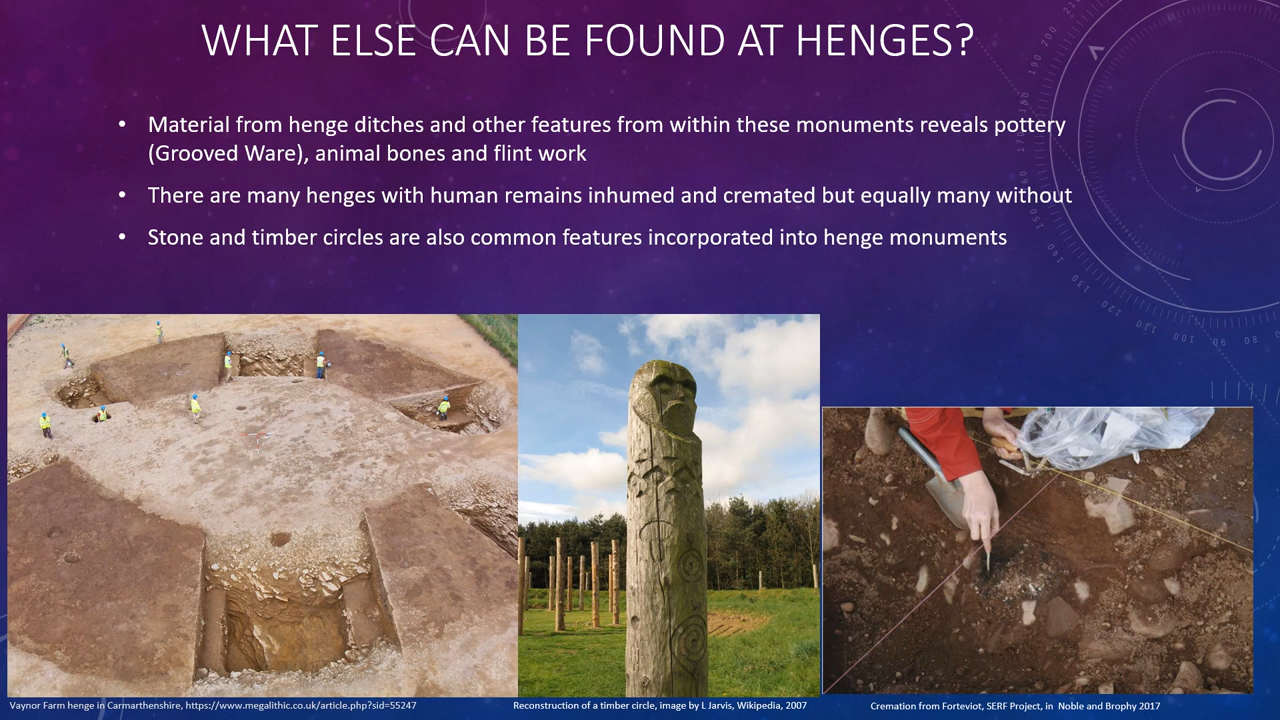 WHAT ELSE CAN BE FOUND AT HENGES?
• Material from henge ditches and other features from within these monuments reveals pottery
(Grooved Ware), animal bones and flint work
• There are many henges with human remains inhumed and cremated but equally many without
• Stone and timber circles are also common features incorporated into henge monuments
Vaynor Farm henge in Carmarthenshire, https://www.megalithic.co.uk/article.php?sid=55247
Reconstruction of a timber circle, image by L Jarvis, Wikipedia, 2007
Cremation from Forteviot, SERF Project, in Noble and Brophy 2017